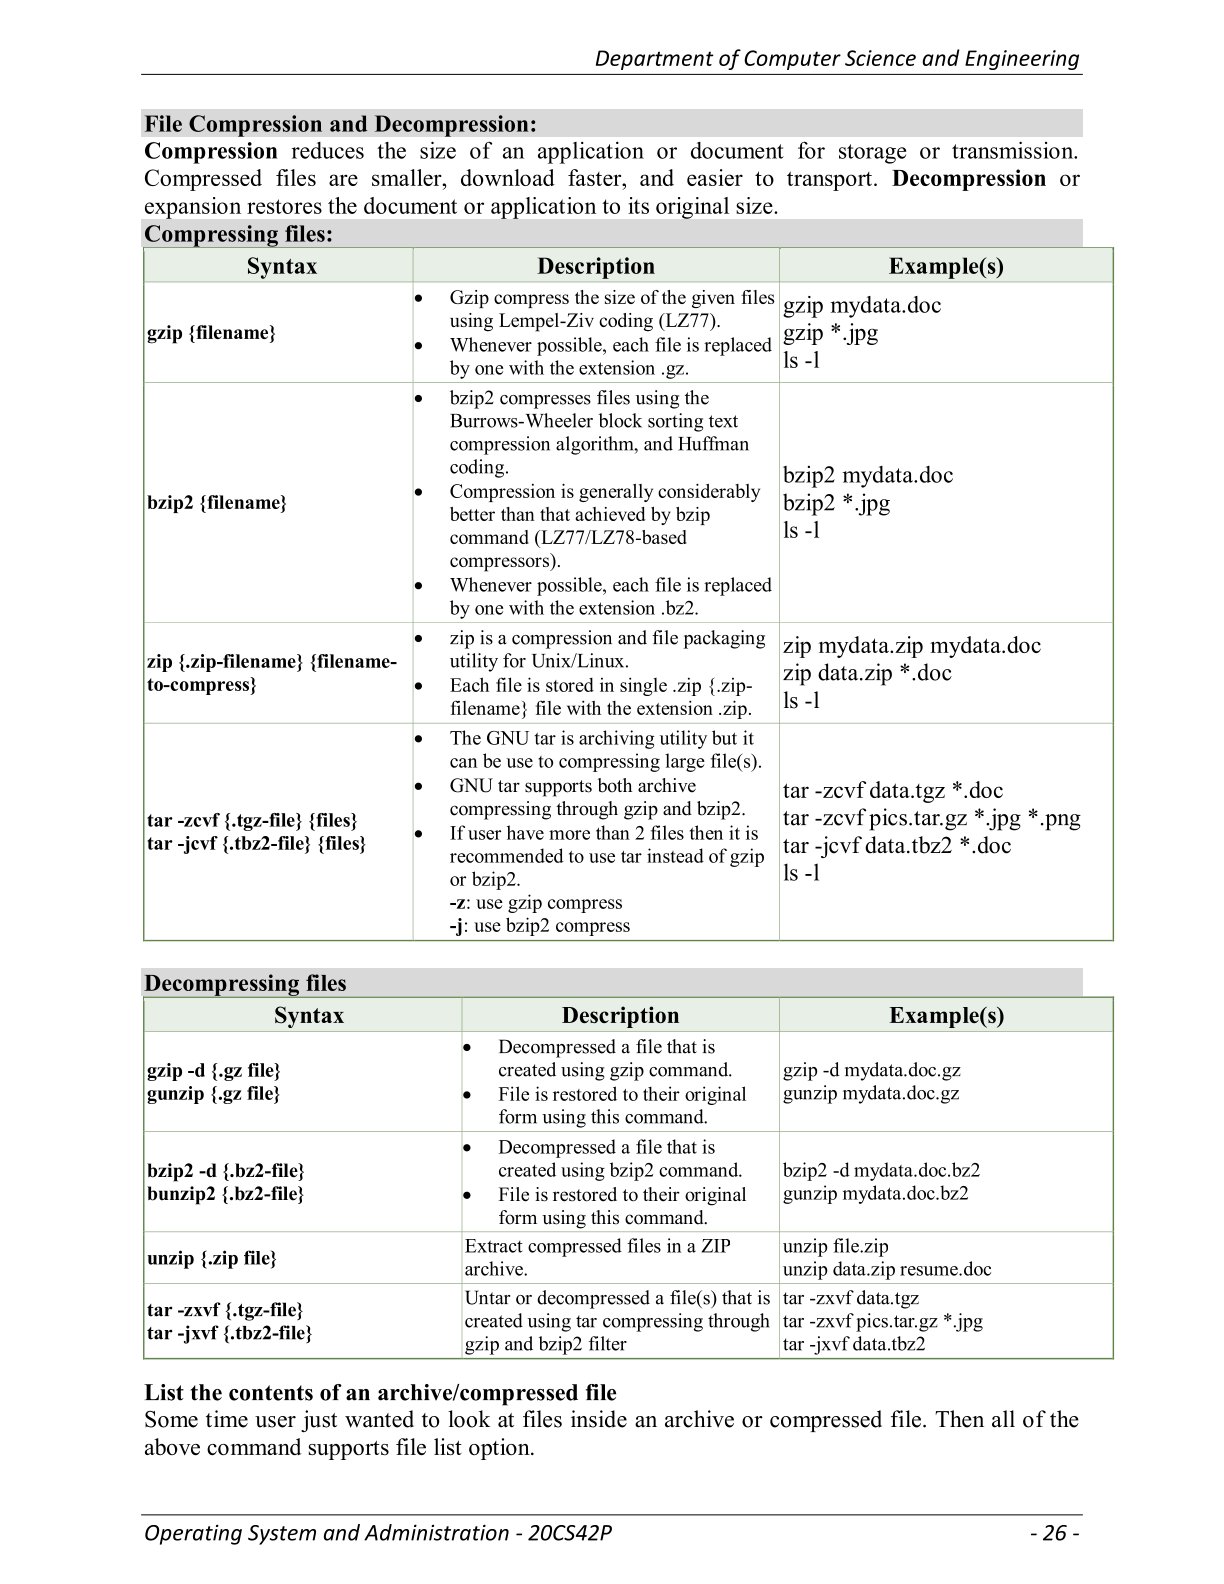 Department of Computer Science and Engineering
File Compression and Decompression:
Compression reduces the size of an application or document for storage or transmission.
Compressed files are smaller, download faster, and easier to transport. Decompression or
expansion restores the document or application to its original size.
Compressing files:
Syntax Description Example(s)
gzip {filename}
• Gzip compress the size of the given files
using Lempel-Ziv coding (LZ77).
• Whenever possible, each file is replaced
by one with the extension .gz.
gzip mydata.doc
gzip *.jpg
ls -l
bzip2 {filename}
• bzip2 compresses files using the
Burrows-Wheeler block sorting text
compression algorithm, and Huffman
coding.
• Compression is generally considerably
better than that achieved by bzip
command (LZ77/LZ78-based
compressors).
• Whenever possible, each file is replaced
by one with the extension .bz2.
bzip2 mydata.doc
bzip2 *.jpg
ls -l
zip {.zip-filename} {filename-
to-compress}
• zip is a compression and file packaging
utility for Unix/Linux.
• Each file is stored in single .zip {.zip-
filename} file with the extension .zip.
zip mydata.zip mydata.doc
zip data.zip *.doc
ls -l
tar -zcvf {.tgz-file} {files}
tar -jcvf {.tbz2-file} {files}
• The GNU tar is archiving utility but it
can be use to compressing large file(s).
• GNU tar supports both archive
compressing through gzip and bzip2.
• If user have more than 2 files then it is
recommended to use tar instead of gzip
or bzip2.
-z: use gzip compress
-j: use bzip2 compress
tar -zcvf data.tgz *.doc
tar -zcvf pics.tar.gz *.jpg *.png
tar -jcvf data.tbz2 *.doc
ls -l
Decompressing files
Syntax Description Example(s)
gzip -d {.gz file}
gunzip {.gz file}
• Decompressed a file that is
created using gzip command.
• File is restored to their original
form using this command.
gzip -d mydata.doc.gz
gunzip mydata.doc.gz
bzip2 -d {.bz2-file}
bunzip2 {.bz2-file}
• Decompressed a file that is
created using bzip2 command.
• File is restored to their original
form using this command.
bzip2 -d mydata.doc.bz2
gunzip mydata.doc.bz2
unzip {.zip file}
Extract compressed files in a ZIP
archive.
unzip file.zip
unzip data.zip resume.doc
tar -zxvf {.tgz-file}
tar -jxvf {.tbz2-file}
Untar or decompressed a file(s) that is
created using tar compressing through
gzip and bzip2 filter
tar -zxvf data.tgz
tar -zxvf pics.tar.gz *.jpg
tar -jxvf data.tbz2
List the contents of an archive/compressed file
Some time user just wanted to look at files inside an archive or compressed file. Then all of the
above command supports file list option.
Operating System and Administration - 20CS42P - 26 -